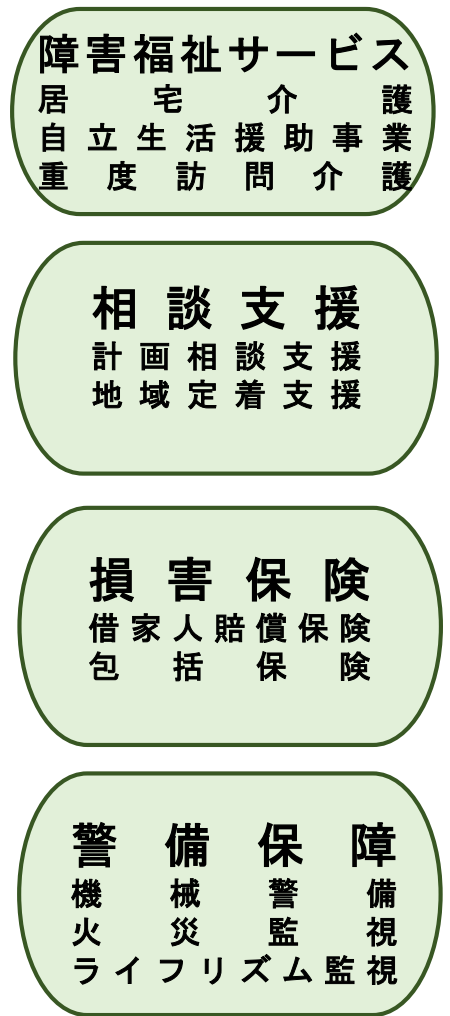 障害福祉サービス
居宅介護
自立生活援助事業
重度訪問介護
相談支援
計画相談支援
地域定着支援
損害保険
借家人賠償保険
包括保険
警備保障
機械警備
火災監視
ライフリズム監視